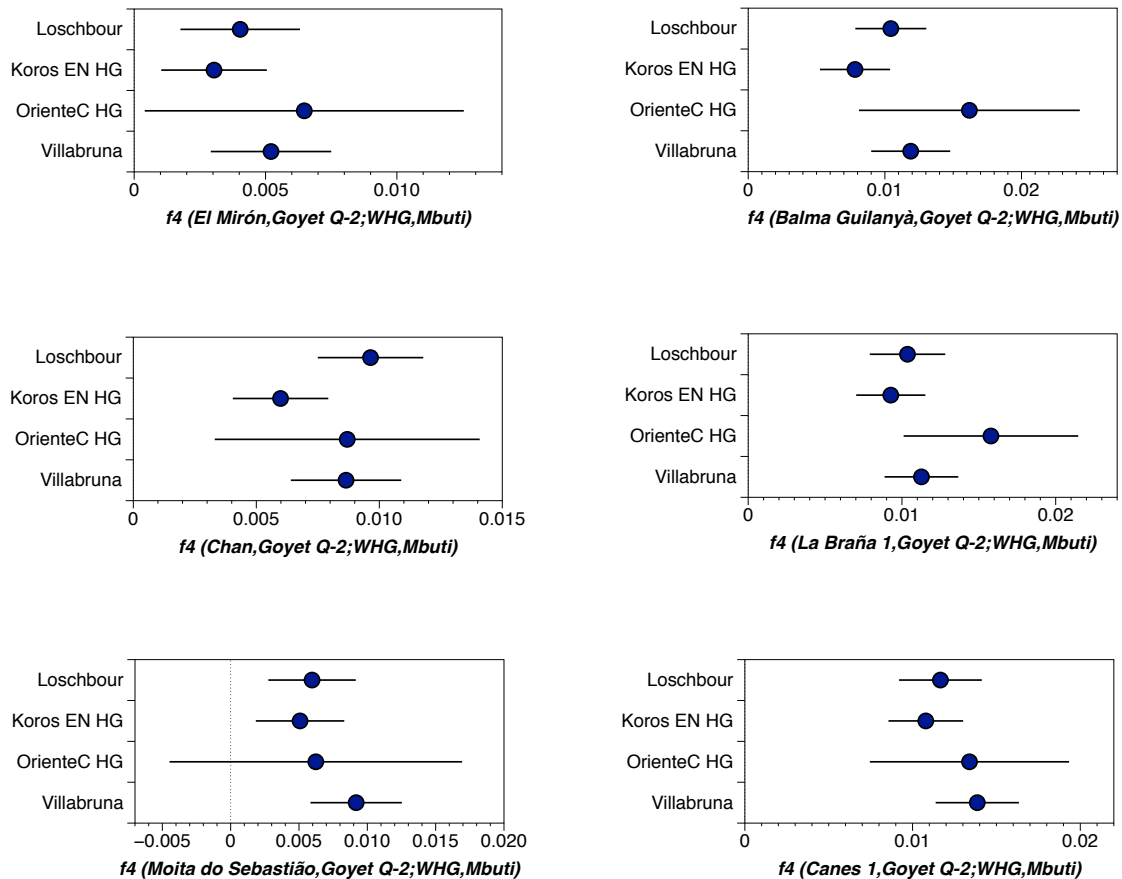 Loschbour
Koros EN HG
OrienteC HG
Villabruna
0 0.005 0.010
f4 (El Mirón,Goyet Q-2;WHG,Mbuti)
Loschbour
Koros EN HG
OrienteC HG
Villabruna
0 0.01 0.02
f4 (Balma Guilanyà,Goyet Q-2;WHG,Mbuti)
Loschbour
Koros EN HG
OrienteC HG
Villabruna
0 0.005 0.010 0.015
f4 (Chan,Goyet Q-2;WHG,Mbuti)
Loschbour
Koros EN HG
OrienteC HG
Villabruna
0 0.01 0.02
f4 (La Braña 1,Goyet Q-2;WHG,Mbuti)
Loschbour
Koros EN HG
OrienteC HG
Villabruna
−0.005 0 0.005 0.010 0.015 0.020
f4 (Moita do Sebastião,Goyet Q-2;WHG,Mbuti)
Loschbour
Koros EN HG
OrienteC HG
Villabruna
0 0.01 0.02
f4 (Canes 1,Goyet Q-2;WHG,Mbuti)